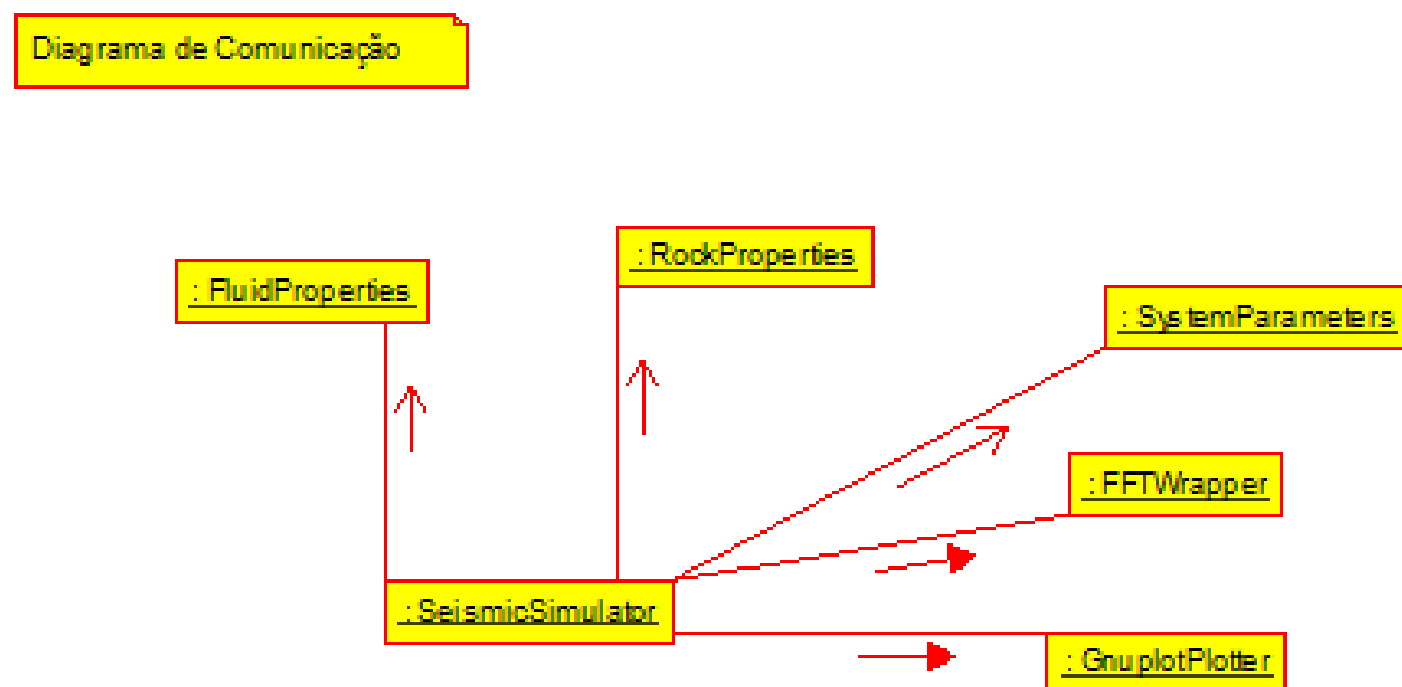 Diagrama de Comunicação
: RockProperties
: FluidProperties
: SystemParameters
: FFTWrapper
: SeismicSimulator
: GnuplotPlotter